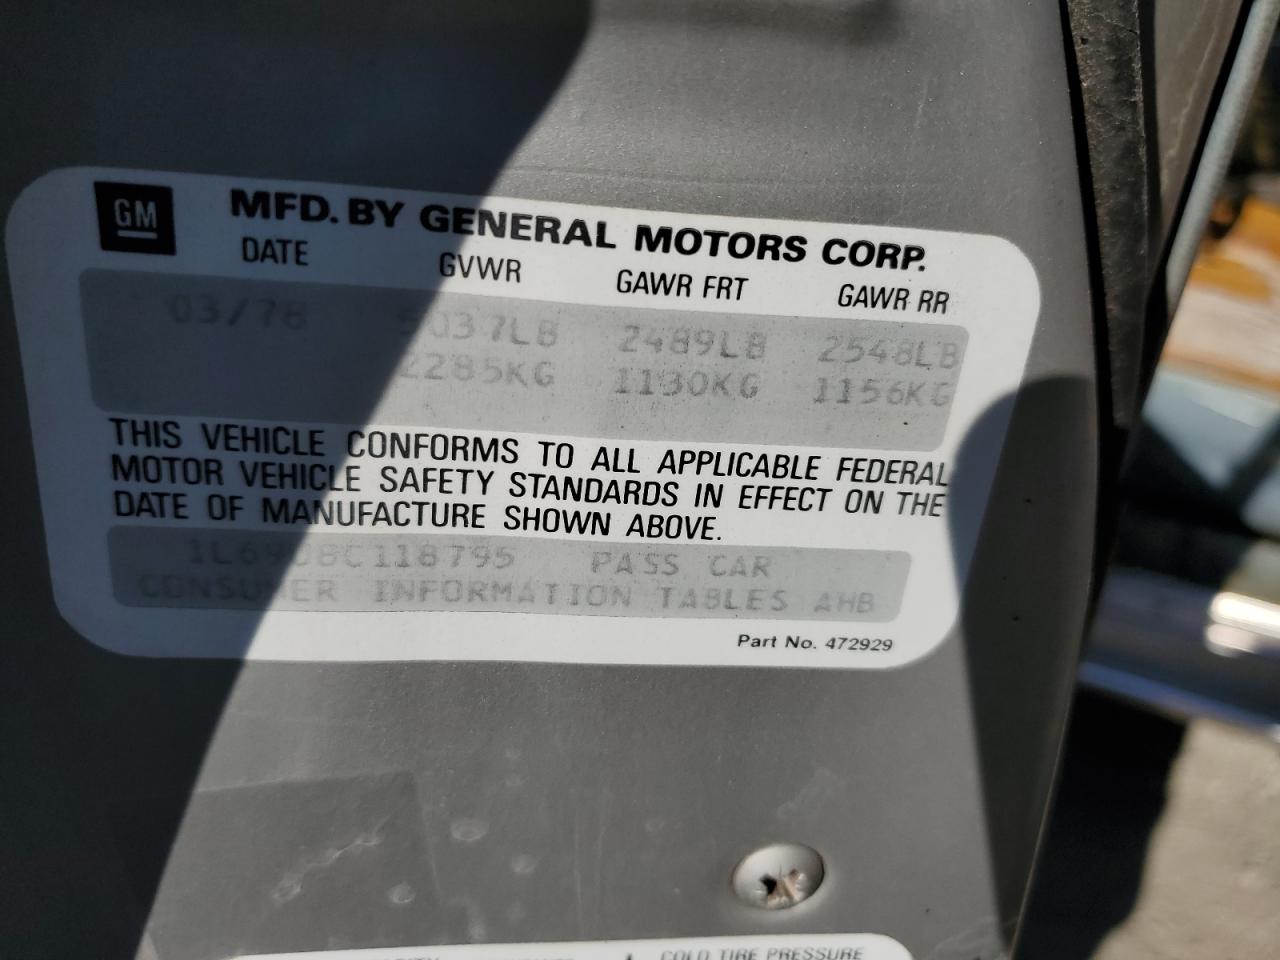 GM
MFD. BY GENERAL MOTORS CORP.
DATE GVWR GAWR FRT GAWR RR
03/78 5037LB 2489LB 2548LB
2285KG 1130KG 1156KG
THIS VEHICLE CONFORMS TO ALL APPLICABLE FEDERAL
MOTOR VEHICLE SAFETY STANDARDS IN EFFECT ON THE
DATE OF MANUFACTURE SHOWN ABOVE.
PASS CAR
CONSUMER INFORMATION TABLES AHB
Part No. 472929
COLD TIRE PRESSURE